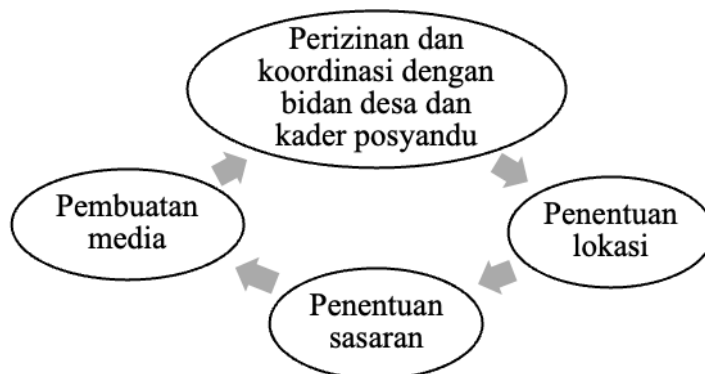 Perizinan dan
koordinasi dengan
bidan desa dan
kader posyandu
Penentuan
lokasi
Penentuan
sasaran
Pembuatan
media